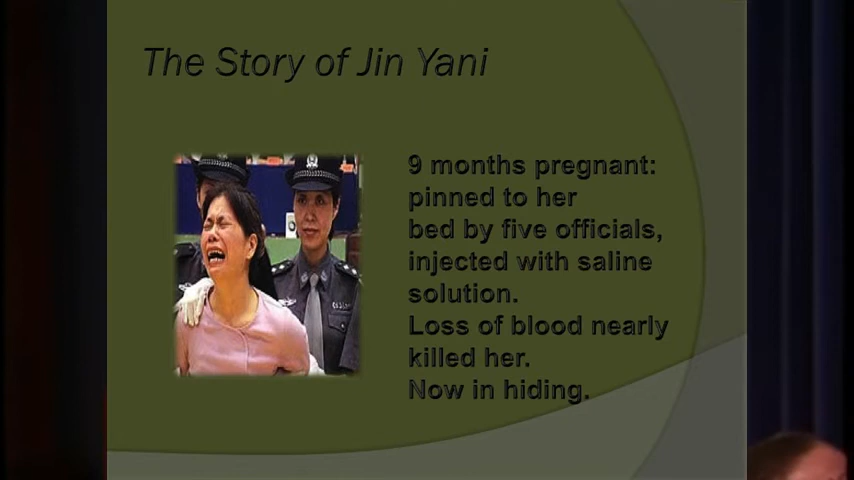 The Story of Jin Yani
9 months pregnant:
pinned to her
bed by five officials,
injected with saline
solution.
Loss of blood nearly
killed her.
Now in hiding.